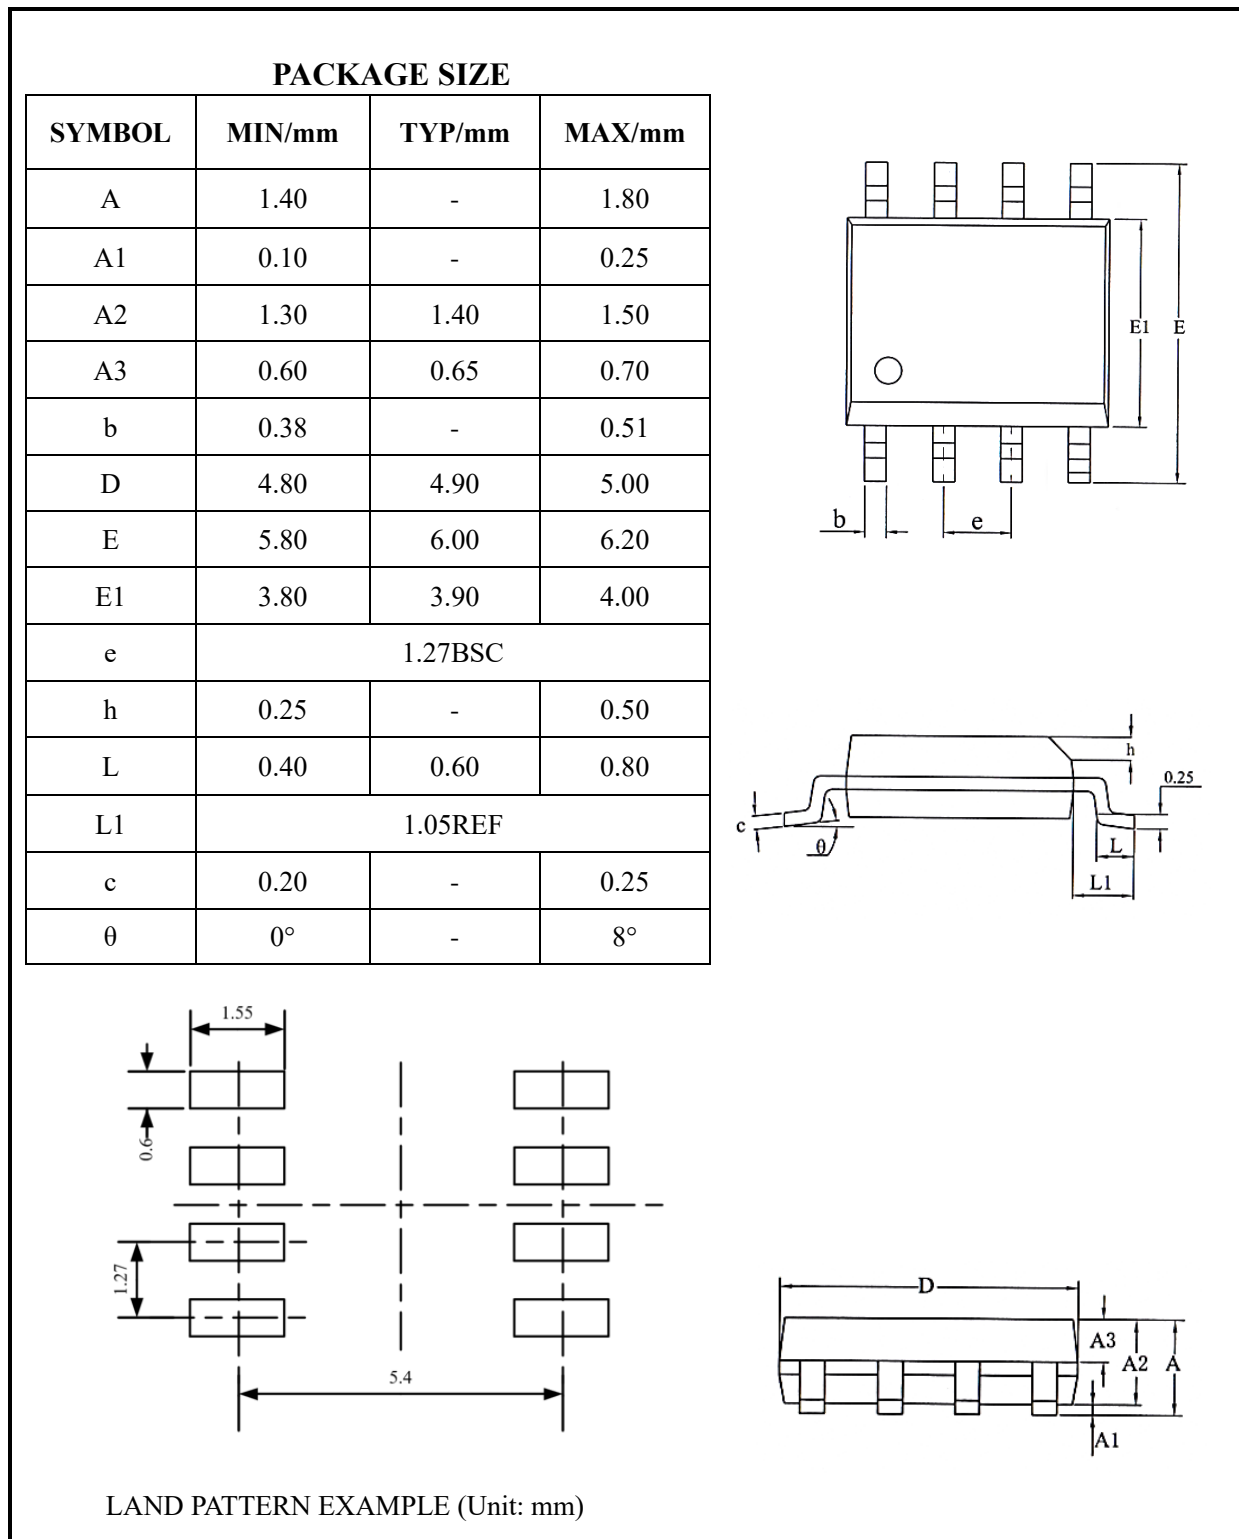 PACKAGE SIZE
SYMBOL MIN/mm TYP/mm MAX/mm
A 1.40 - 1.80
A1 0.10 - 0.25
A2 1.30 1.40 1.50
A3 0.60 0.65 0.70
b 0.38 - 0.51
D 4.80 4.90 5.00
E 5.80 6.00 6.20
E1 3.80 3.90 4.00
e 1.27BSC
h 0.25 - 0.50
L 0.40 0.60 0.80
L1 1.05REF
c 0.20 - 0.25
θ 0° - 8°
E1 E
b e
h
0.25
c
θ
L
L1
1.55
0.6
1.27
5.4
D
A3
A2 A
A1
LAND PATTERN EXAMPLE (Unit: mm)